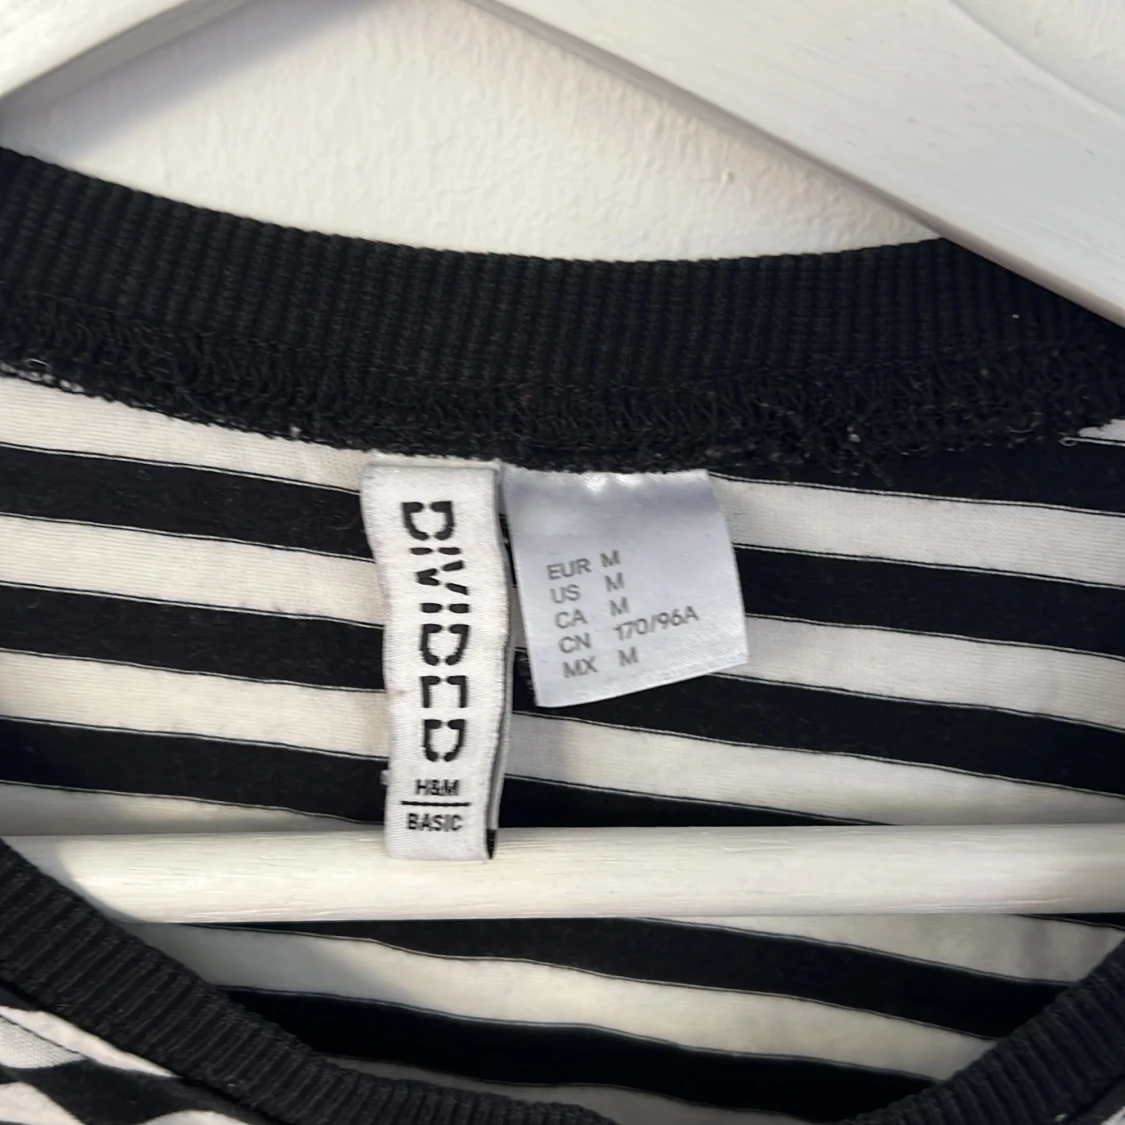 DIVIDED
H&M
BASIC
EUR M
US M
CA M
CN 170/96A
MX M